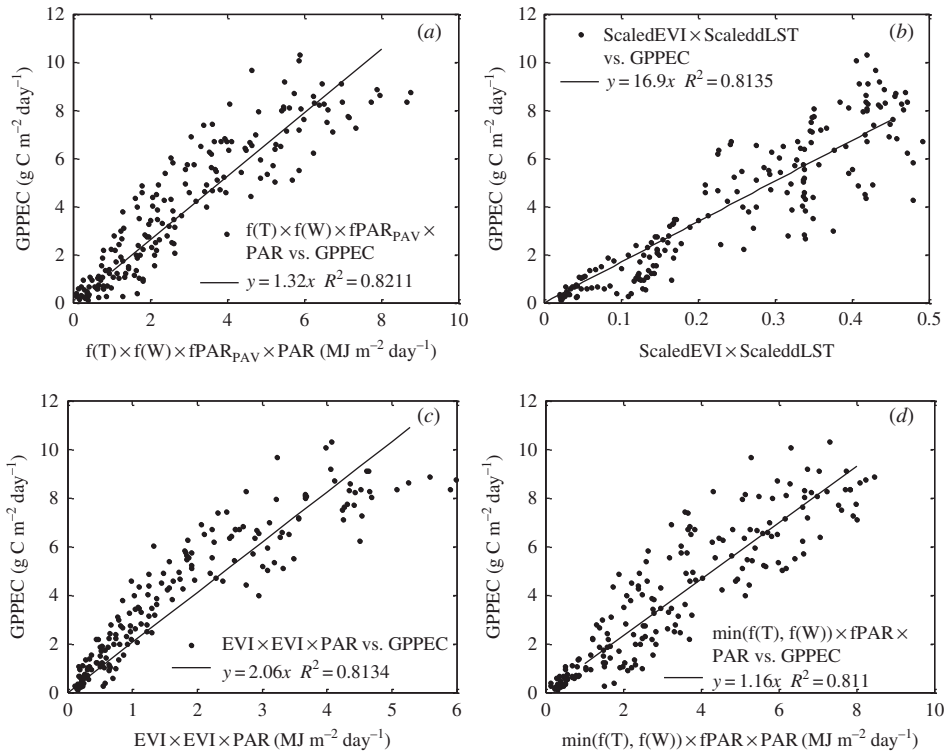 (a)
12
10
8
6
4
2
0
GPPEC (g C m⁻² day⁻¹)
f(T)×f(W)×fPAR_PAV×
PAR vs. GPPEC
y=1.32x R²=0.8211
0 2 4 6 8 10
f(T)×f(W)×fPAR_PAV×PAR (MJ m⁻² day⁻¹)
(b)
12
10
8
6
4
2
0
GPPEC (g C m⁻² day⁻¹)
ScaledEVI×ScaleddLST
vs. GPPEC
y=16.9x R²=0.8135
0 0.1 0.2 0.3 0.4 0.5
ScaledEVI×ScaleddLST
(c)
12
10
8
6
4
2
0
GPPEC (g C m⁻² day⁻¹)
EVI×EVI×PAR vs. GPPEC
y=2.06x R²=0.8134
0 1 2 3 4 5 6
EVI×EVI×PAR (MJ m⁻² day⁻¹)
(d)
12
10
8
6
4
2
0
GPPEC (g C m⁻² day⁻¹)
min(f(T), f(W))×fPAR×
PAR vs. GPPEC
y=1.16x R²=0.811
0 2 4 6 8 10
min(f(T), f(W))×fPAR×PAR (MJ m⁻² day⁻¹)